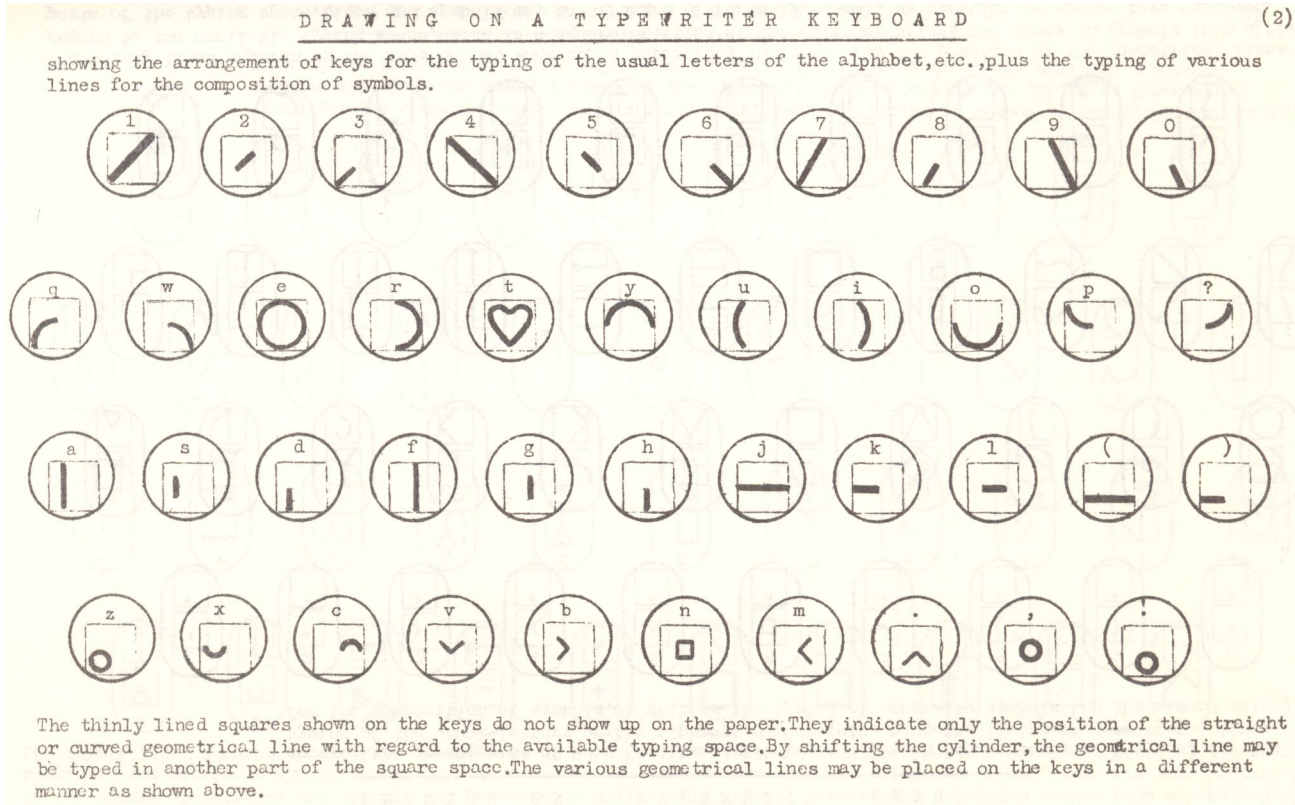 DRAWING ON A TYPEWRITER KEYBOARD (2)
showing the arrangement of keys for the typing of the usual letters of the alphabet,etc.,plus the typing of various
lines for the composition of symbols.
1 2 3 4 5 6 7 8 9 0
q w e r t y u i o p ?
a s d f g h j k l ( )
z x c v b n m . , !
The thinly lined squares shown on the keys do not show up on the paper.They indicate only the position of the straight
or curved geometrical line with regard to the available typing space.By shifting the cylinder,the geometrical line may
be typed in another part of the square space.The various geometrical lines may be placed on the keys in a different
manner as shown above.